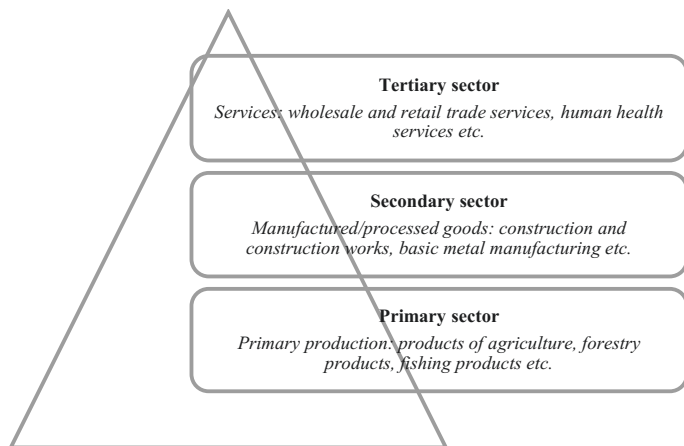 Tertiary sector
Services: wholesale and retail trade services, human health
services etc.
Secondary sector
Manufactured/processed goods: construction and
construction works, basic metal manufacturing etc.
Primary sector
Primary production: products of agriculture, forestry
products, fishing products etc.